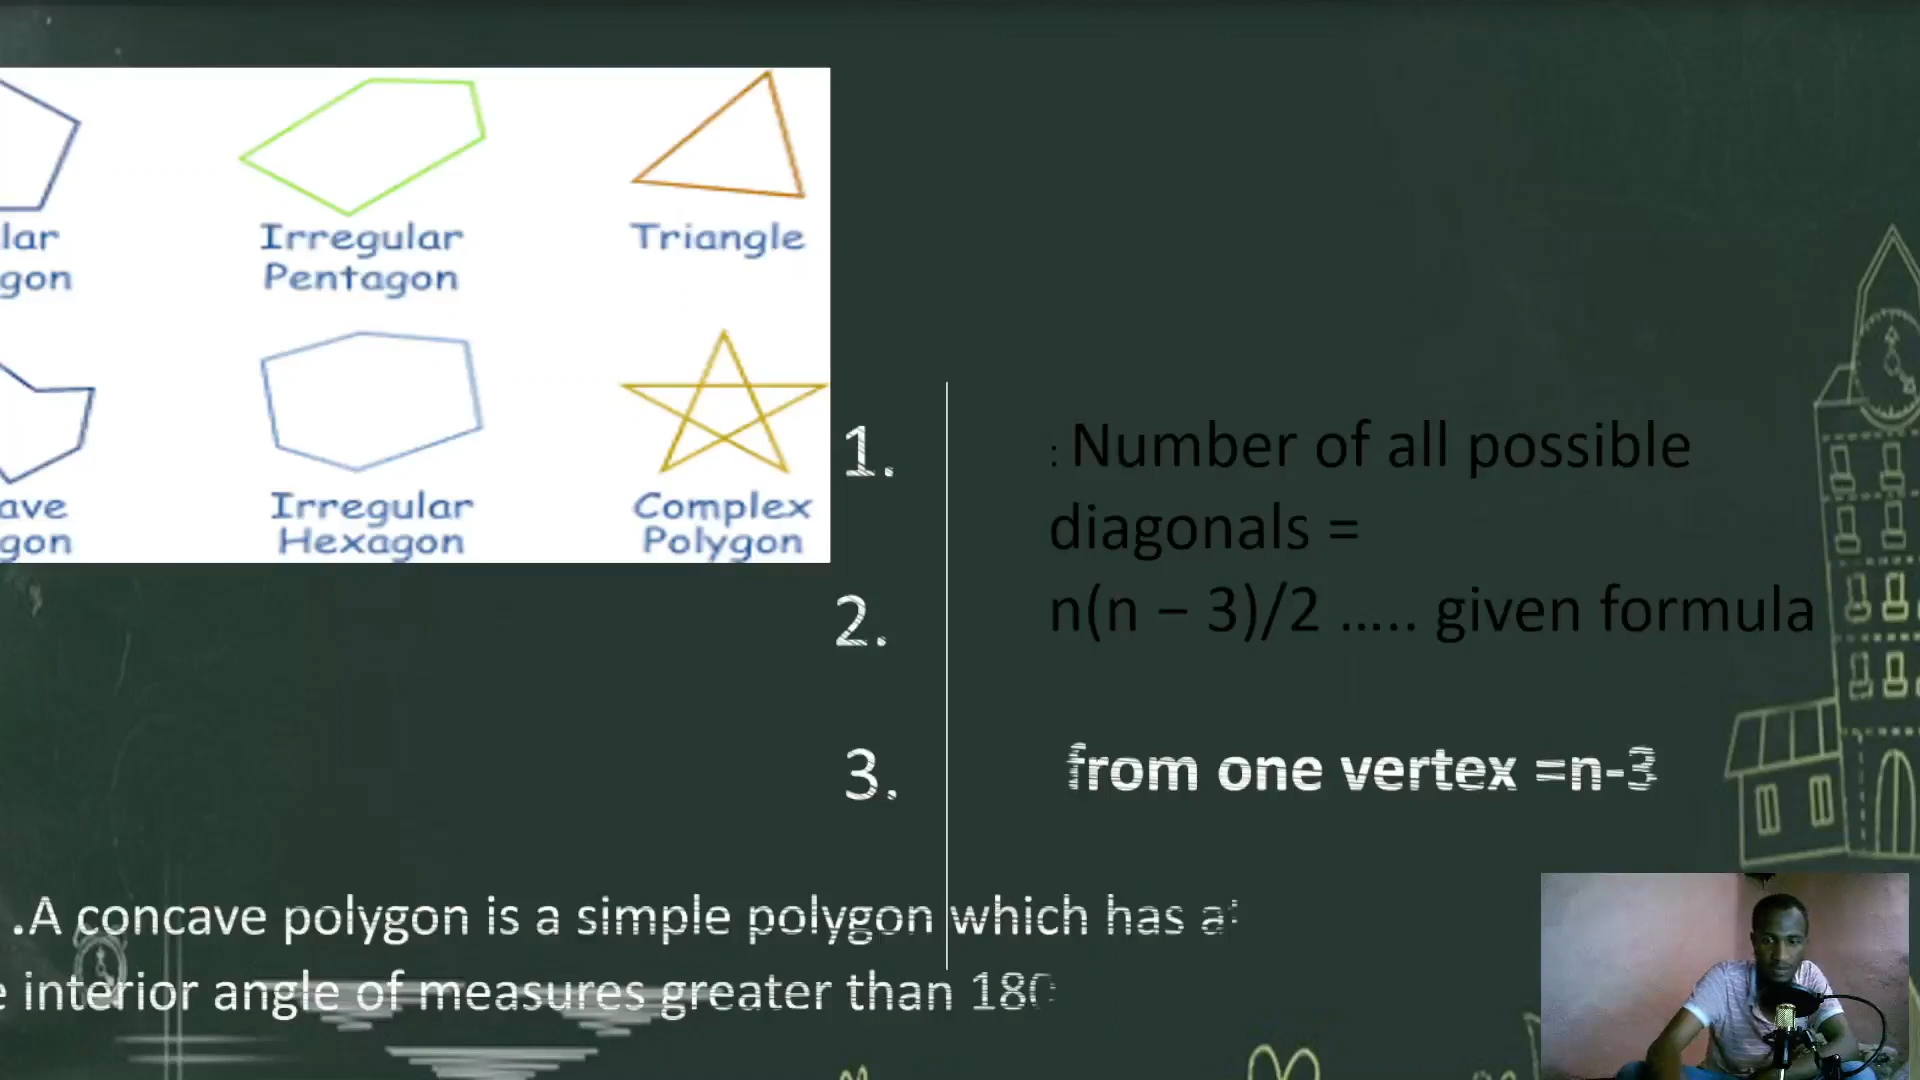 lar
gon
Irregular
Pentagon
Triangle
ave
gon
Irregular
Hexagon
Complex
Polygon
1.
: Number of all possible
diagonals =
n(n – 3)/2 ..... given formula
2.
3.
from one vertex =n-3
.A concave polygon is a simple polygon which has
interior angle of measures greater than 180